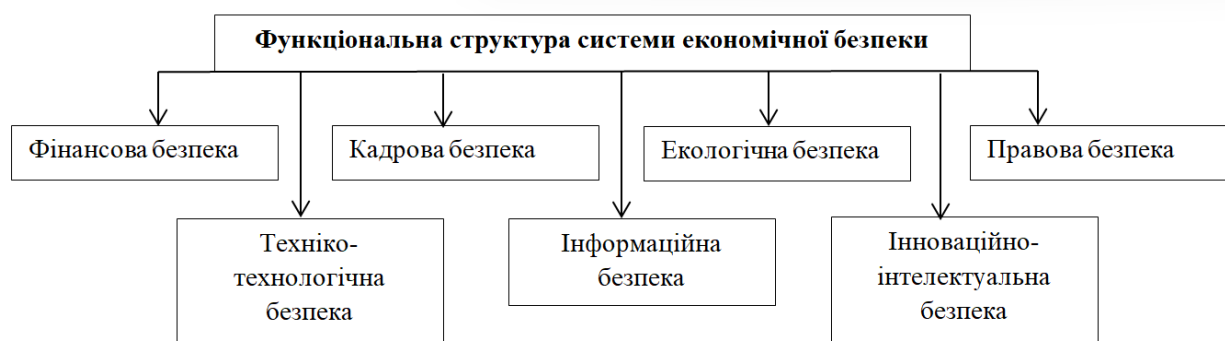 Функціональна структура системи економічної безпеки
Фінансова безпека
Кадрова безпека
Екологічна безпека
Правова безпека
Техніко-
технологічна
безпека
Інформаційна
безпека
Інноваційно-
інтелектуальна
безпека